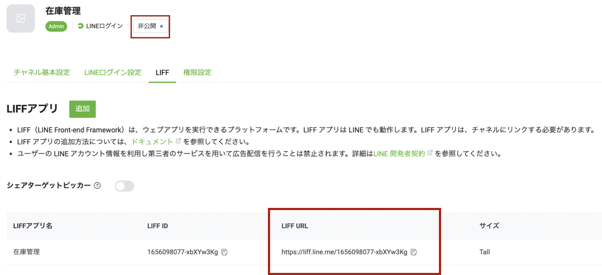 在庫管理
Admin LINEログイン 非公開
チャネル基本設定 LINEログイン設定 LIFF 権限設定
LIFFアプリ 追加
• LIFF（LINE Front-end Framework）は、ウェブアプリを実行できるプラットフォームです。LIFF アプリは LINE でも動作します。LIFF アプリは、チャネルにリンクする必要があります。
• LIFF アプリの追加方法については、ドキュメント を参照してください。
• ユーザーの LINE アカウント情報を利用し第三者のサービスを用いて広告配信を行うことは禁止されます。詳細はLINE 開発者契約 を参照してください。
シェアターゲットピッカー ?
LIFFアプリ名 LIFF ID LIFF URL サイズ
在庫管理 1656098077-xbXYw3Kg https://liff.line.me/1656098077-xbXYw3Kg Tall